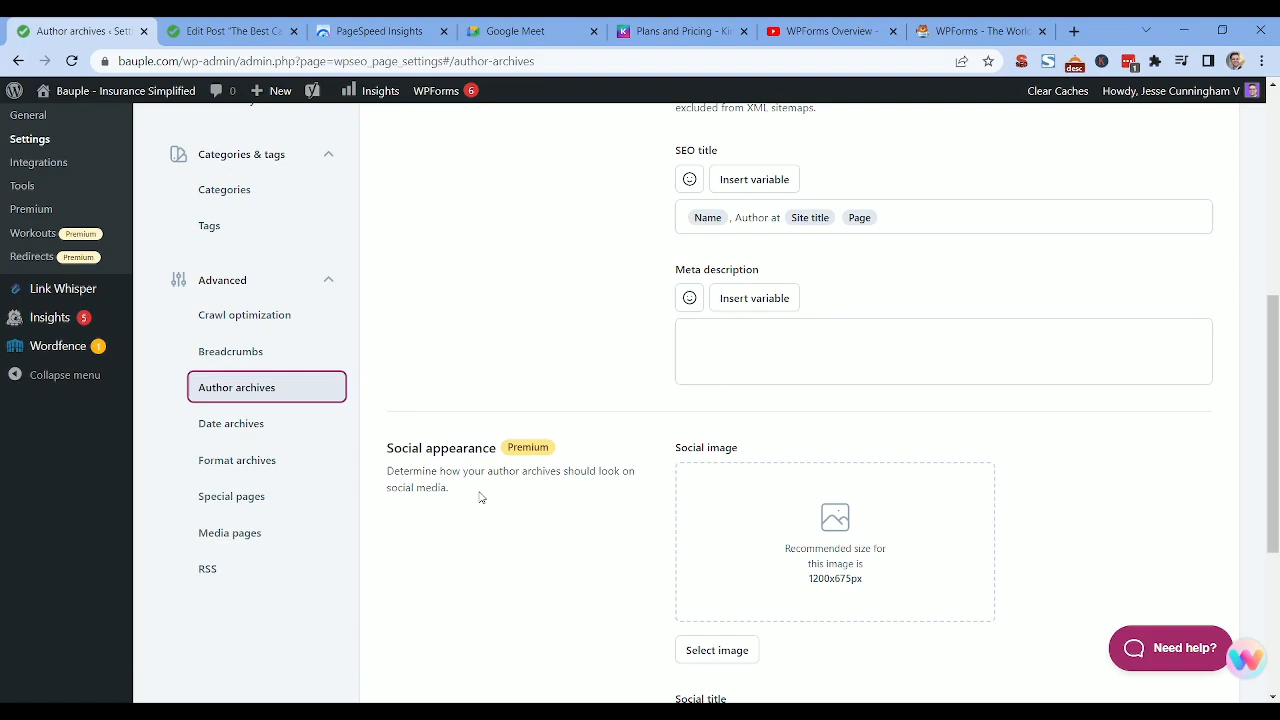 Author archives ‹ Sett
Edit Post "The Best Ca
PageSpeed Insights
Google Meet
Plans and Pricing - Kin
WPForms Overview -
WPForms - The World
bauple.com/wp-admin/admin.php?page=wpseo_page_settings#/author-archives
desc
1
Bauple - Insurance Simplified
0
New
Insights
WPForms 6
Clear Caches
Howdy, Jesse Cunningham V
General
Settings
Integrations
Tools
Premium
Workouts Premium
Redirects Premium
Link Whisper
Insights 5
Wordfence 1
Collapse menu
Categories & tags
Categories
Tags
Advanced
Crawl optimization
Breadcrumbs
Author archives
Date archives
Format archives
Special pages
Media pages
RSS
excluded from XML sitemaps.
SEO title
Insert variable
Name , Author at Site title Page
Meta description
Insert variable
Social appearance Premium
Determine how your author archives should look on
social media.
Social image
Recommended size for
this image is
1200x675px
Select image
Social title
Need help?